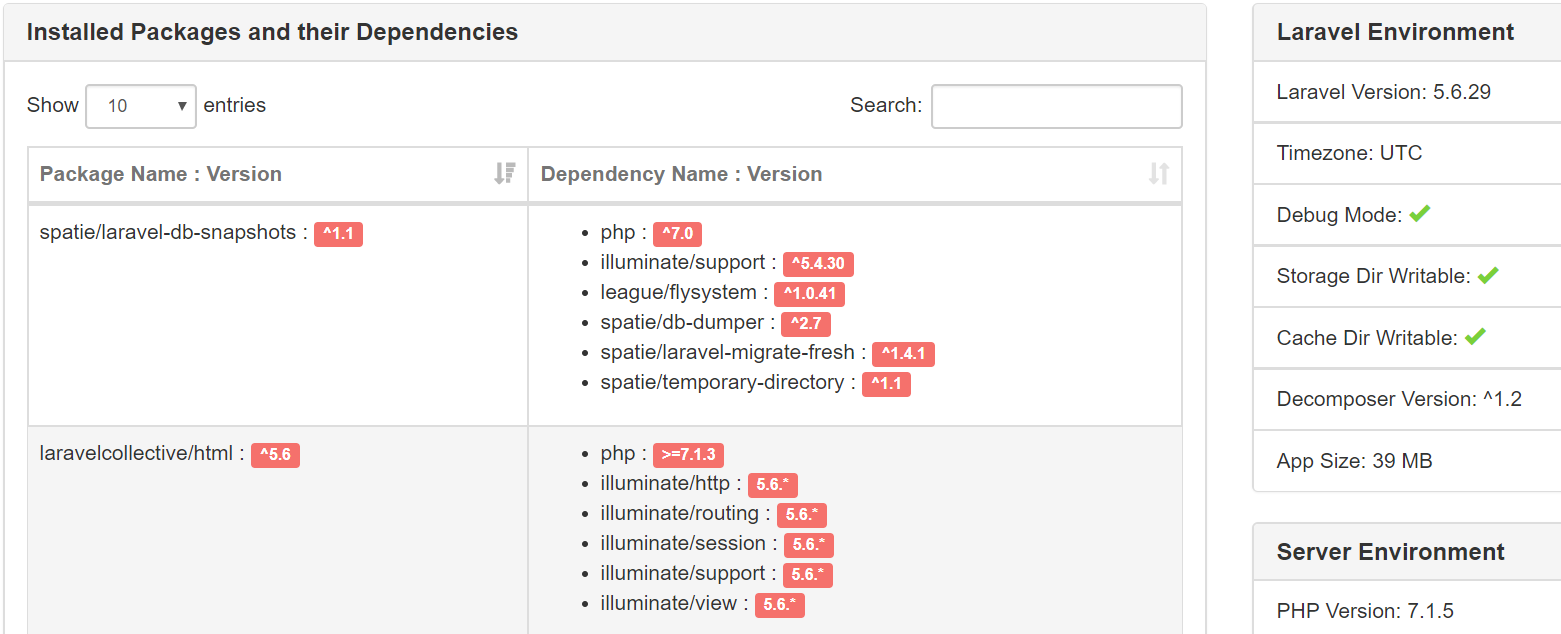 Installed Packages and their Dependencies
Show 10 entries
Search:
Package Name : Version
Dependency Name : Version
spatie/laravel-db-snapshots : ^1.1
php : ^7.0
illuminate/support : ^5.4.30
league/flysystem : ^1.0.41
spatie/db-dumper : ^2.7
spatie/laravel-migrate-fresh : ^1.4.1
spatie/temporary-directory : ^1.1
laravelcollective/html : ^5.6
php : >=7.1.3
illuminate/http : 5.6.*
illuminate/routing : 5.6.*
illuminate/session : 5.6.*
illuminate/support : 5.6.*
illuminate/view : 5.6.*
Laravel Environment
Laravel Version: 5.6.29
Timezone: UTC
Debug Mode: ✔
Storage Dir Writable: ✔
Cache Dir Writable: ✔
Decomposer Version: ^1.2
App Size: 39 MB
Server Environment
PHP Version: 7.1.5